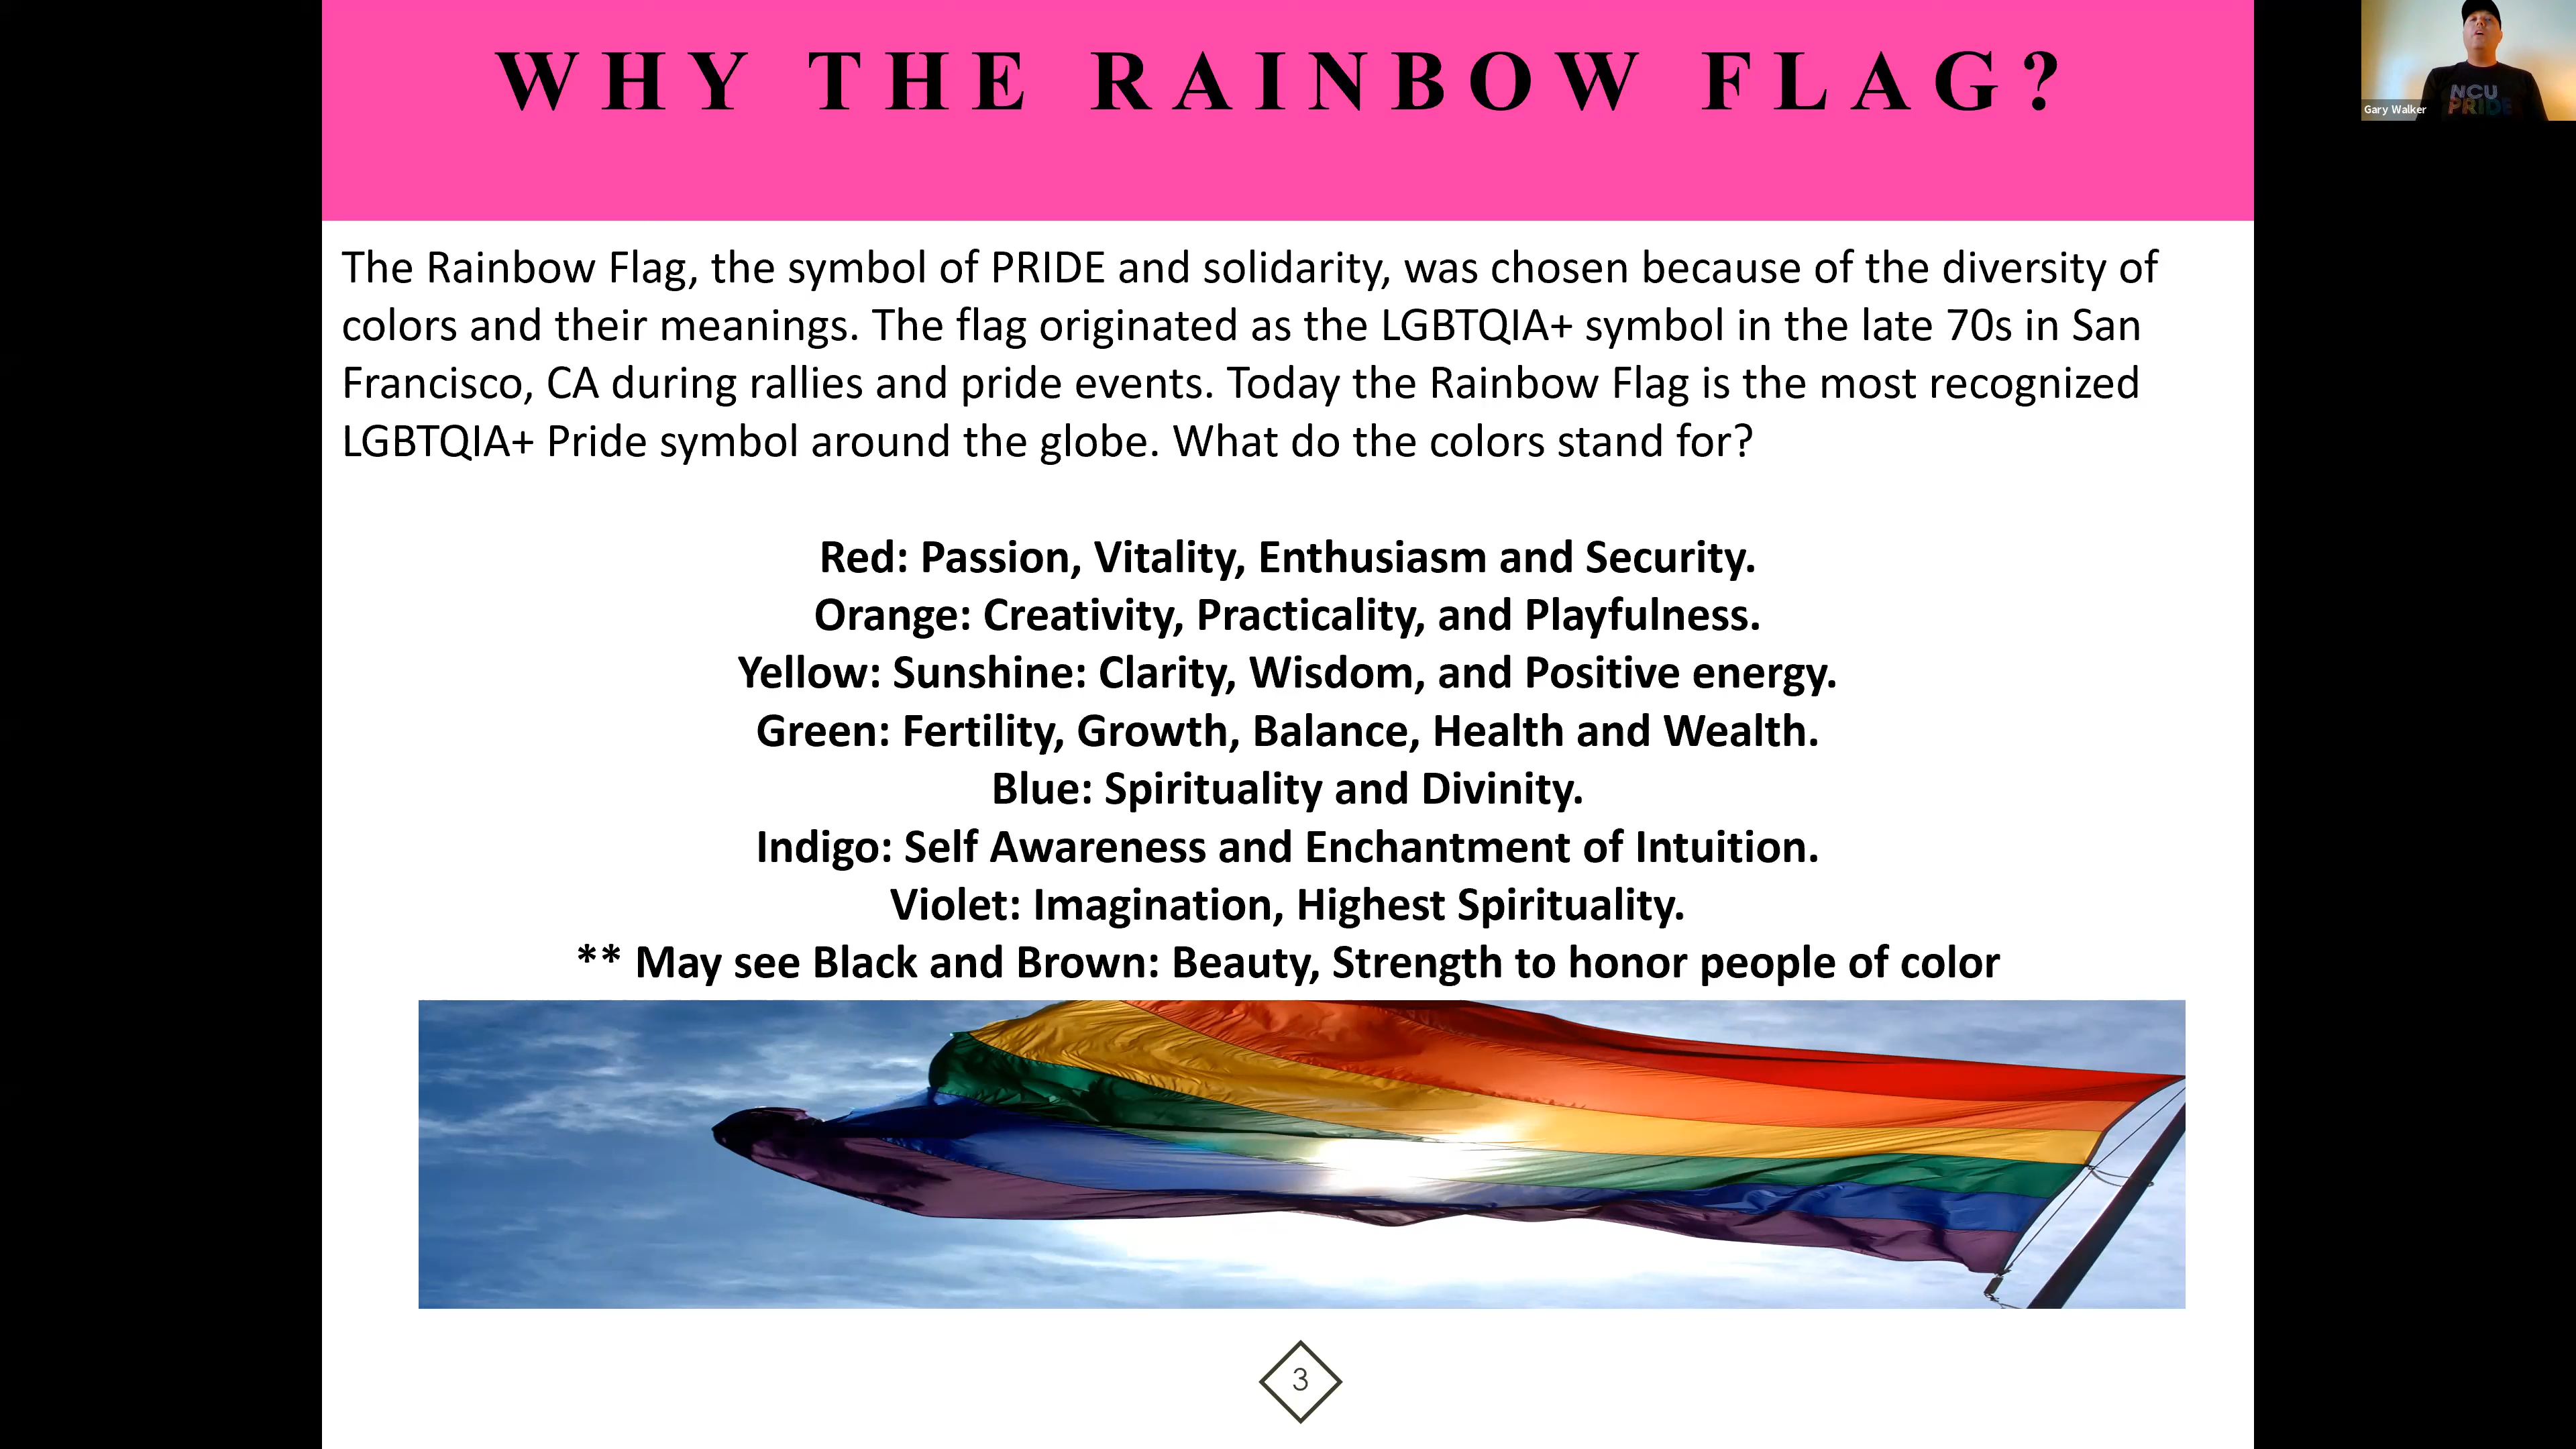 WHY THE RAINBOW FLAG?
The Rainbow Flag, the symbol of PRIDE and solidarity, was chosen because of the diversity of
colors and their meanings. The flag originated as the LGBTQIA+ symbol in the late 70s in San
Francisco, CA during rallies and pride events. Today the Rainbow Flag is the most recognized
LGBTQIA+ Pride symbol around the globe. What do the colors stand for?
Red: Passion, Vitality, Enthusiasm and Security.
Orange: Creativity, Practicality, and Playfulness.
Yellow: Sunshine: Clarity, Wisdom, and Positive energy.
Green: Fertility, Growth, Balance, Health and Wealth.
Blue: Spirituality and Divinity.
Indigo: Self Awareness and Enchantment of Intuition.
Violet: Imagination, Highest Spirituality.
** May see Black and Brown: Beauty, Strength to honor people of color
3
NCU
PRIDE
Gary Walker